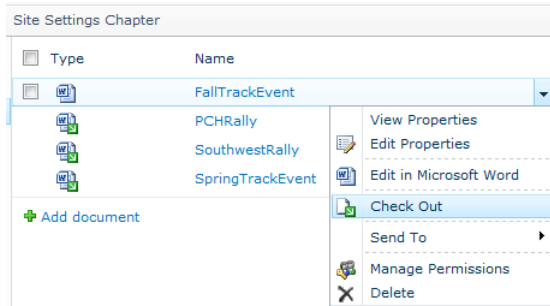 Site Settings Chapter
Type Name
FallTrackEvent
PCHRally
SouthwestRally
SpringTrackEvent
Add document
View Properties
Edit Properties
Edit in Microsoft Word
Check Out
Send To
Manage Permissions
Delete